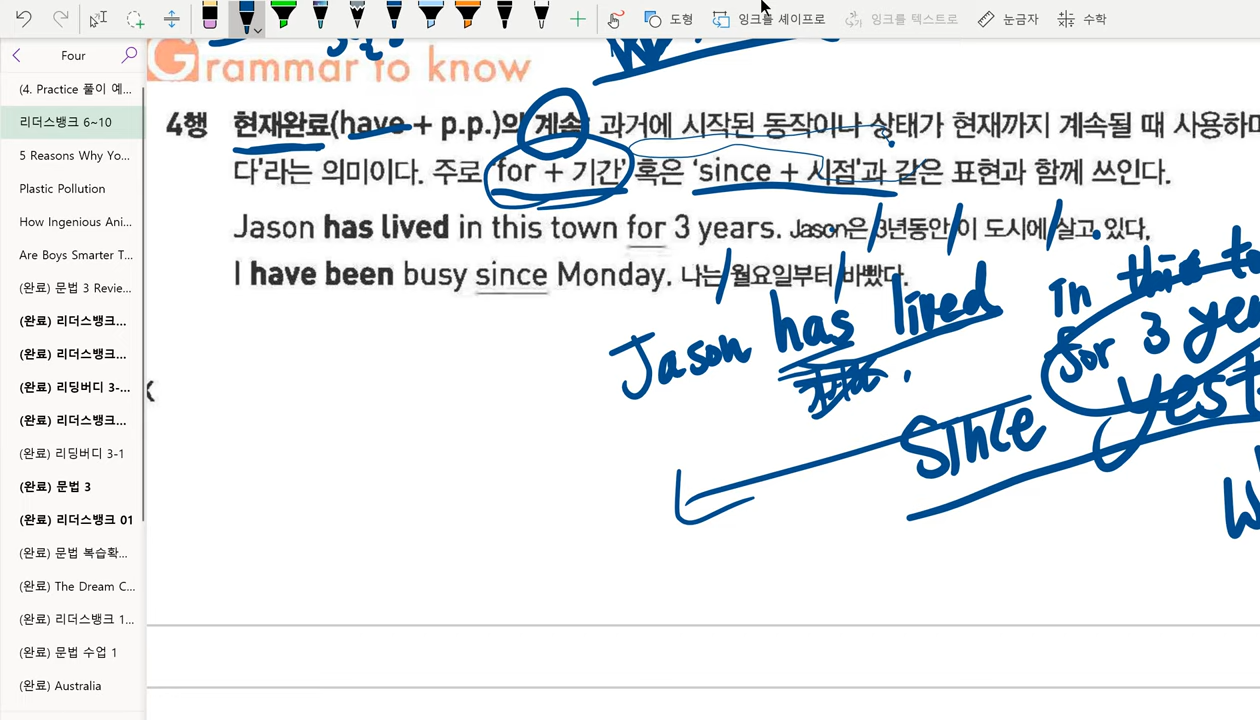 도형
잉크를 셰이프로
잉크를 텍스트로
눈금자
수학
Four
(4. Practice 풀이 예...
리더스뱅크 6~10
5 Reasons Why Yo...
Plastic Pollution
How Ingenious Ani...
Are Boys Smarter T...
(완료) 문법 3 Revie...
(완료) 리더스뱅크...
(완료) 리더스뱅크...
(완료) 리딩버디 3-...
(완료) 리더스뱅크...
(완료) 리딩버디 3-1
(완료) 문법 3
(완료) 리더스뱅크 01
(완료) 문법 복습확...
(완료) The Dream C...
(완료) 리더스뱅크 1...
(완료) 문법 수업 1
(완료) Australia
Grammar to know
4행 현재완료(have + p.p.)의 계속 과거에 시작된 동작이나 상태가 현재까지 계속될 때 사용하며
다'라는 의미이다. 주로 'for + 기간' 혹은 'since + 시점'과 같은 표현과 함께 쓰인다.
Jason has lived in this town for 3 years. Jason은 3년동안 이 도시에 살고 있다.
I have been busy since Monday. 나는 월요일부터 바빴다.
Jason has lived In this to
for 3 yer
Since yest